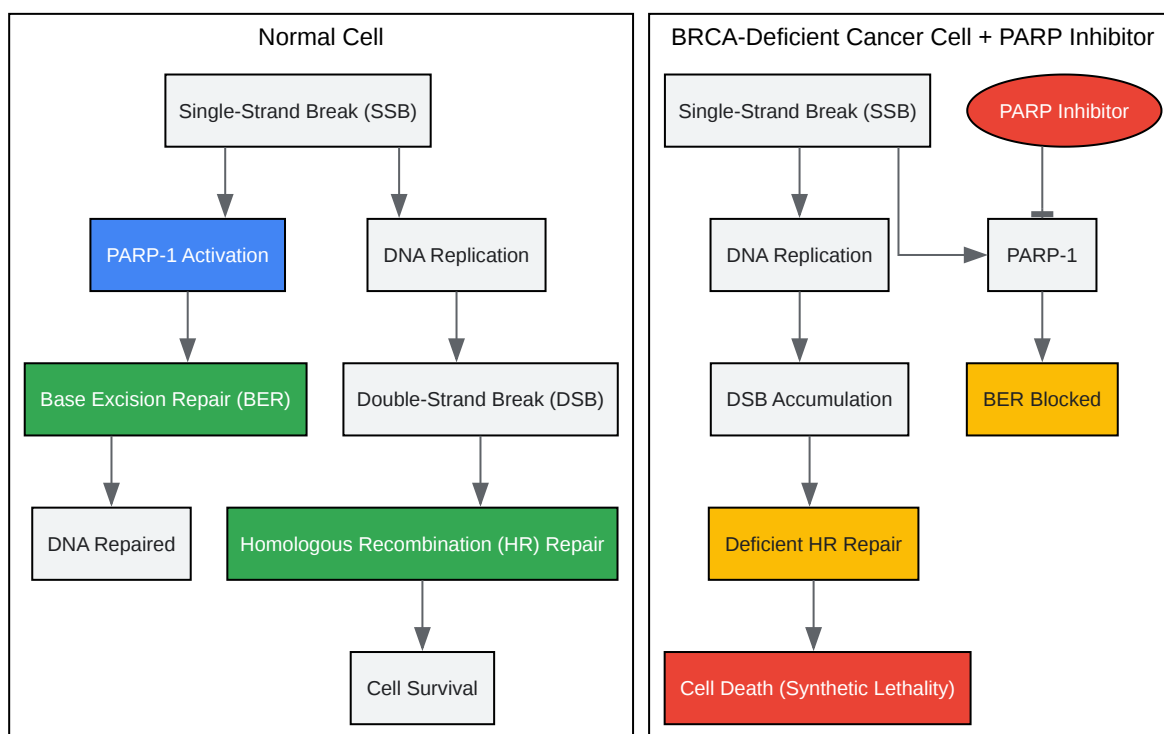 Normal Cell
Single-Strand Break (SSB)
PARP-1 Activation
DNA Replication
Base Excision Repair (BER)
Double-Strand Break (DSB)
DNA Repaired
Homologous Recombination (HR) Repair
Cell Survival
BRCA-Deficient Cancer Cell + PARP Inhibitor
Single-Strand Break (SSB)
PARP Inhibitor
DNA Replication
PARP-1
DSB Accumulation
BER Blocked
Deficient HR Repair
Cell Death (Synthetic Lethality)